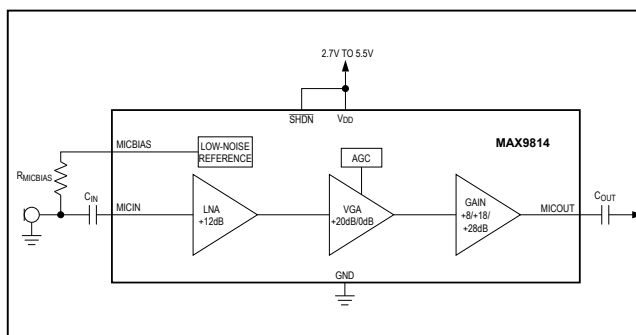 2.7V TO 5.5V
SHDN
VDD
MAX9814
MICBIAS
LOW-NOISE
REFERENCE
AGC
RMICBIAS
CIN
MICIN
LNA
+12dB
VGA
+20dB/0dB
GAIN
+8/+18/
+28dB
MICOUT
COUT
GND